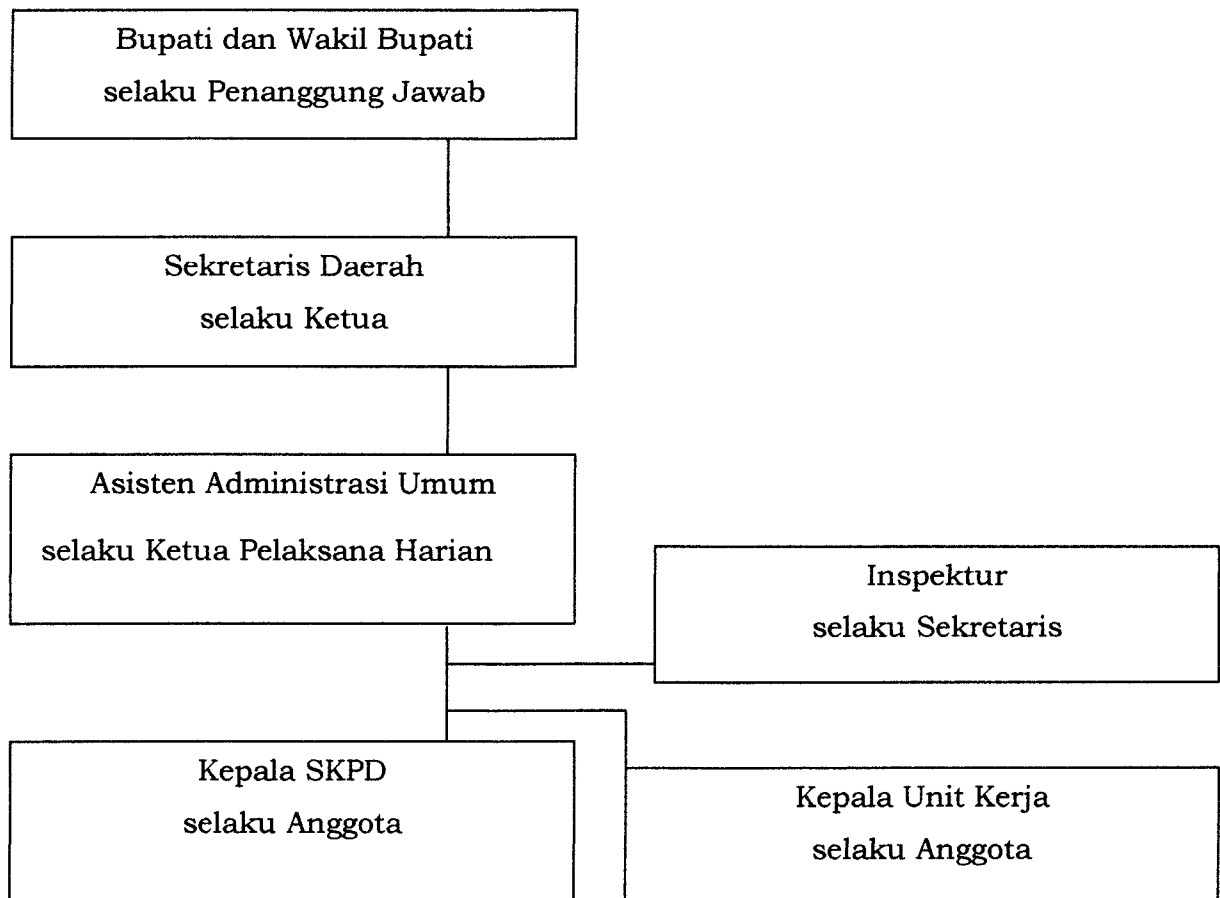 Bupati dan Wakil Bupati
selaku Penanggung Jawab
Sekretaris Daerah
selaku Ketua
Asisten Administrasi Umum
selaku Ketua Pelaksana Harian
Inspektur
selaku Sekretaris
Kepala SKPD
selaku Anggota
Kepala Unit Kerja
selaku Anggota